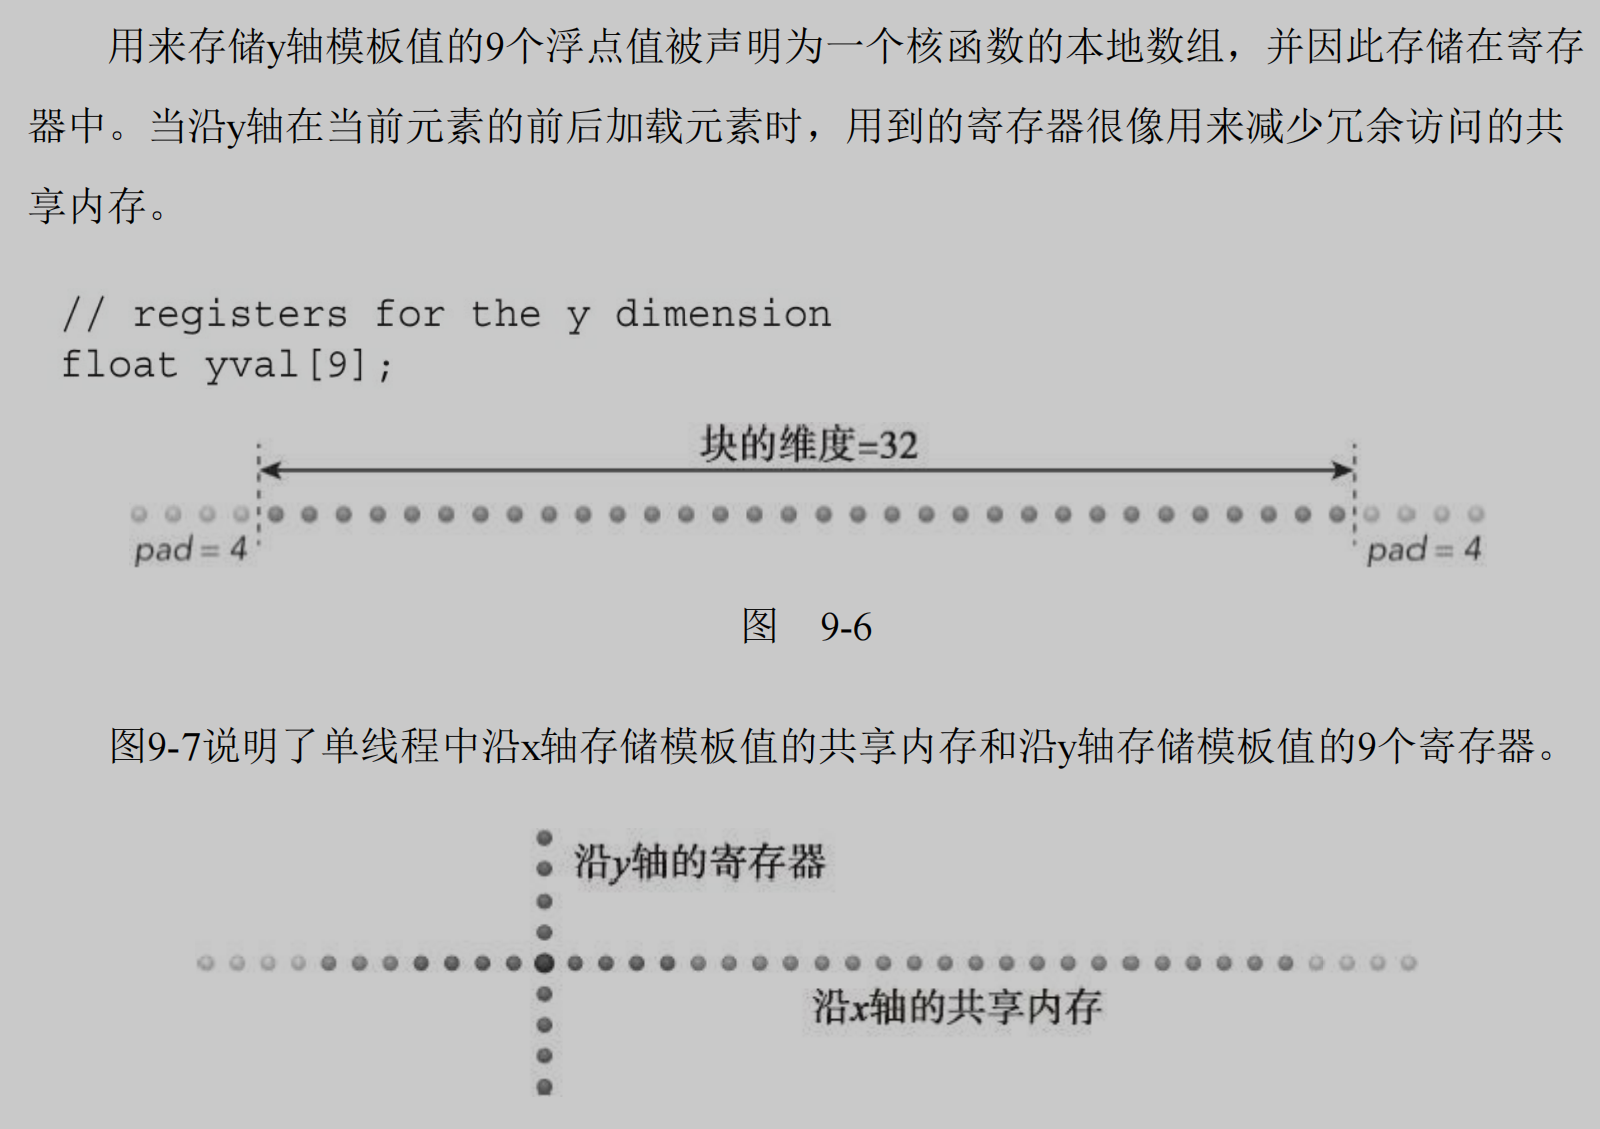 用来存储y轴模板值的9个浮点值被声明为一个核函数的本地数组，并因此存储在寄存
器中。当沿y轴在当前元素的前后加载元素时，用到的寄存器很像用来减少冗余访问的共
享内存。
// registers for the y dimension
float yval[9];
块的维度=32
pad = 4
pad = 4
图 9-6
图9-7说明了单线程中沿x轴存储模板值的共享内存和沿y轴存储模板值的9个寄存器。
沿y轴的寄存器
沿x轴的共享内存